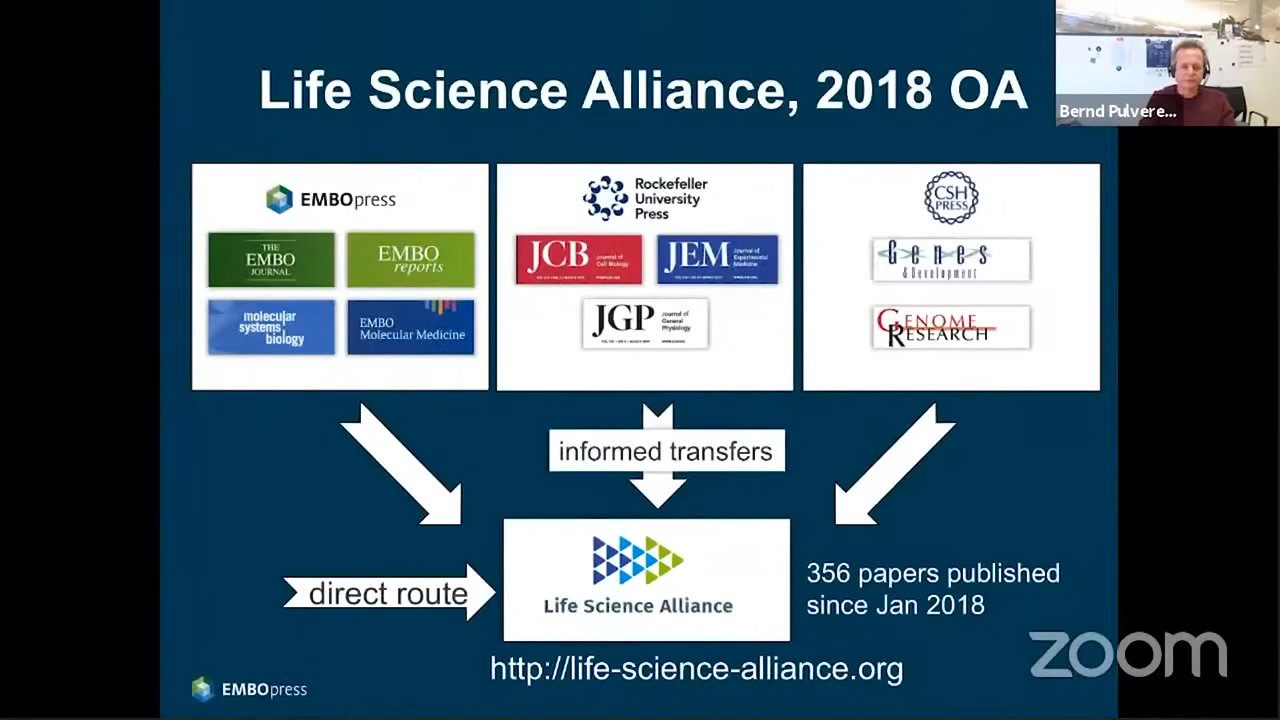 Life Science Alliance, 2018 OA
Bernd Pulvere...
EMBOpress
THE
EMBO
JOURNAL
EMBO
reports
molecular
systems
biology
EMBO
Molecular Medicine
Rockefeller
University
Press
JCB Journal of
Cell Biology
JEM Journal of
Experimental
Medicine
JGP Journal of
General
Physiology
CSH
PRESS
Genes
& Development
GENOME
RESEARCH
informed transfers
direct route
Life Science Alliance
356 papers published
since Jan 2018
http://life-science-alliance.org
EMBOpress
zoom